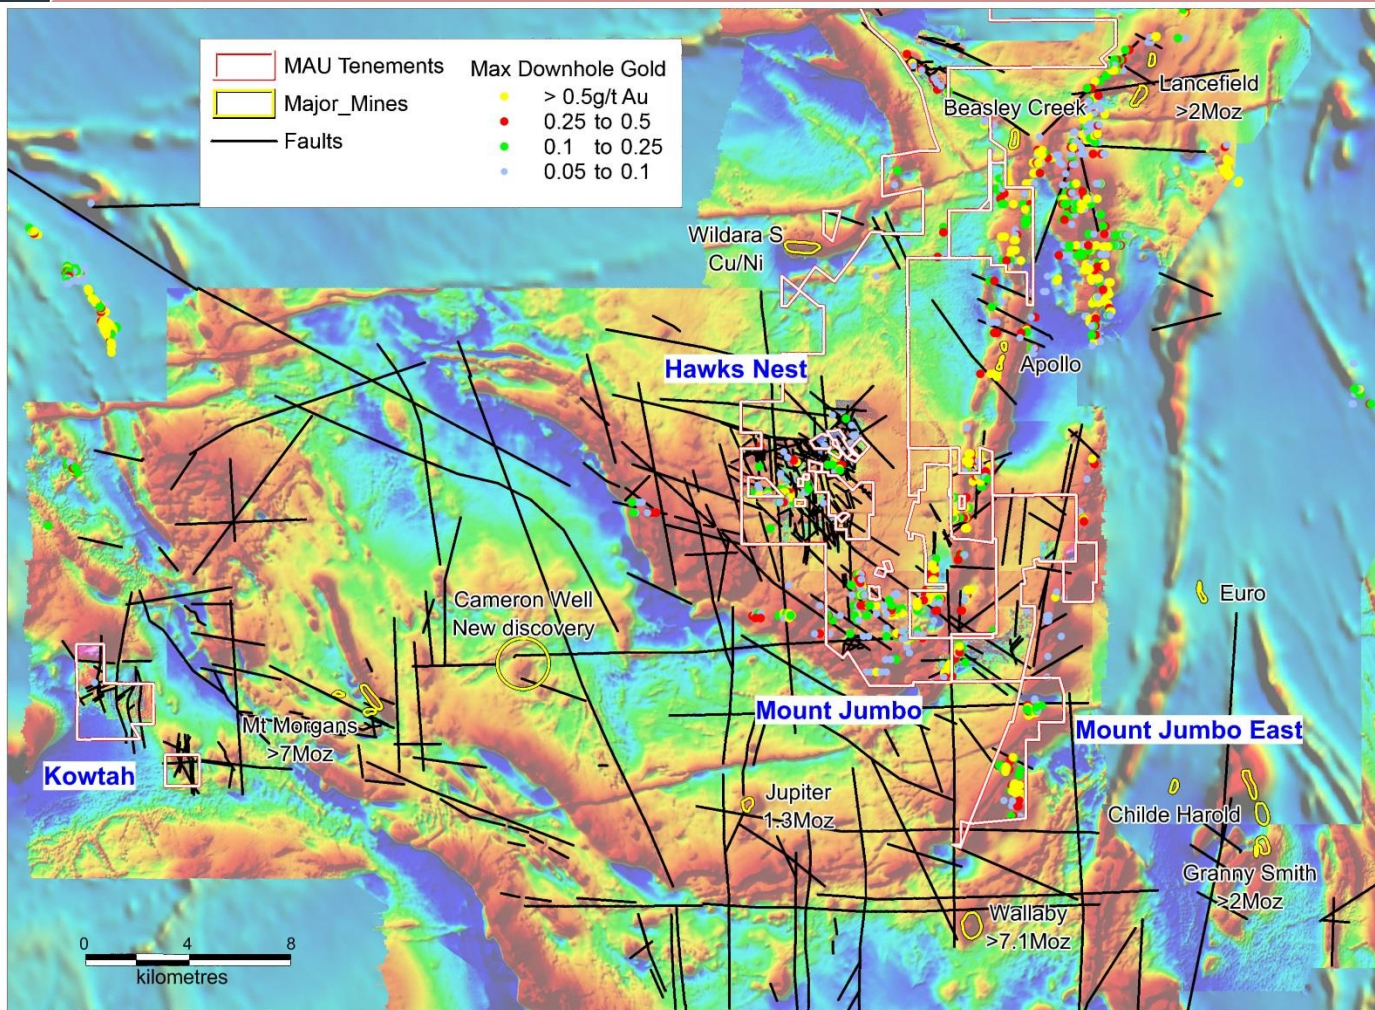 MAU Tenements
Major_Mines
Faults
Max Downhole Gold
> 0.5g/t Au
0.25 to 0.5
0.1 to 0.25
0.05 to 0.1
Lancefield
>2Moz
Beasley Creek
Wildara S
Cu/Ni
Hawks Nest
Apollo
Cameron Well
New discovery
Euro
Mt Morgans
>7Moz
Mount Jumbo
Mount Jumbo East
Kowtah
Jupiter
1.3Moz
Childe Harold
Granny Smith
>2Moz
Wallaby
>7.1Moz
0 4 8
kilometres